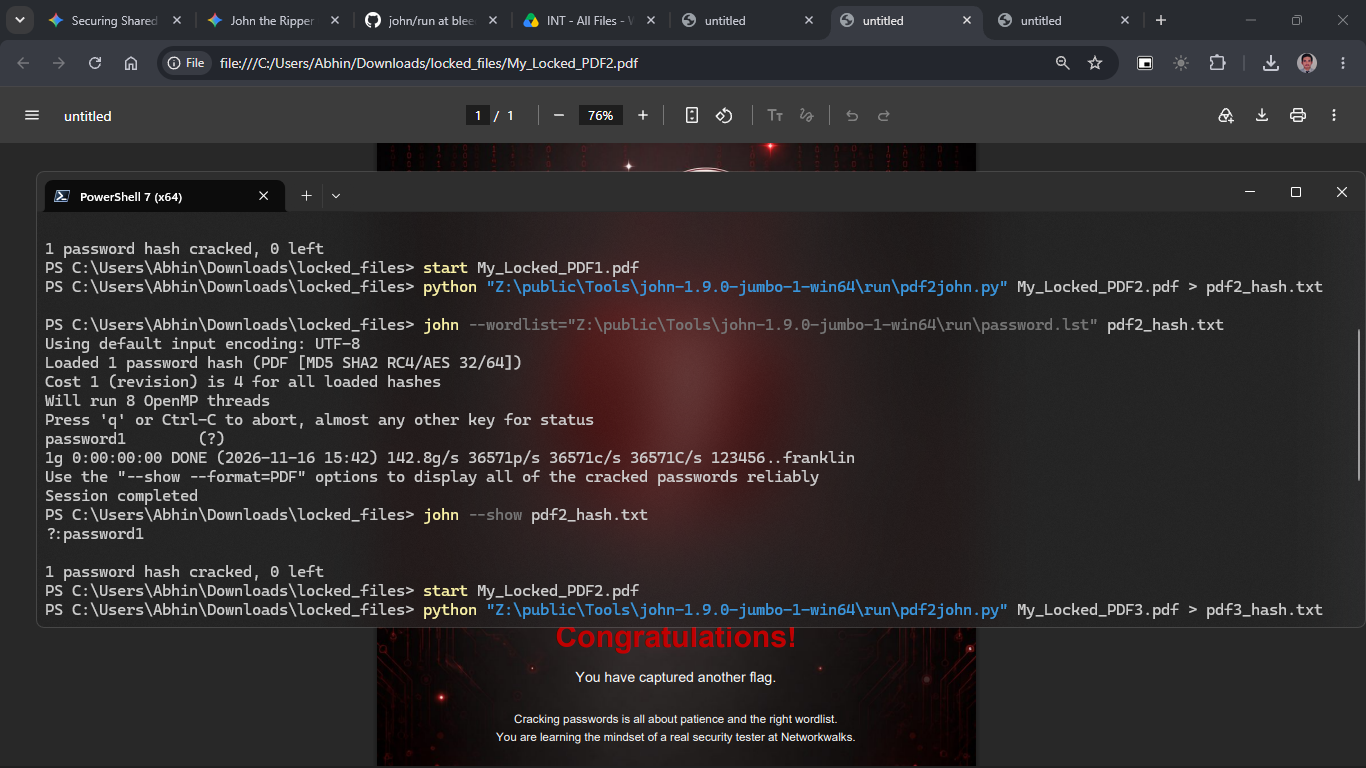 Securing Shared
John the Ripper
john/run at blee
INT - All Files -
untitled
untitled
untitled
File
file:///C:/Users/Abhin/Downloads/locked_files/My_Locked_PDF2.pdf
untitled
1 / 1
76%
PowerShell 7 (x64)
1 password hash cracked, 0 left
PS C:\Users\Abhin\Downloads\locked_files> start My_Locked_PDF1.pdf
PS C:\Users\Abhin\Downloads\locked_files> python "Z:\public\Tools\john-1.9.0-jumbo-1-win64\run\pdf2john.py" My_Locked_PDF2.pdf > pdf2_hash.txt
PS C:\Users\Abhin\Downloads\locked_files> john --wordlist="Z:\public\Tools\john-1.9.0-jumbo-1-win64\run\password.lst" pdf2_hash.txt
Using default input encoding: UTF-8
Loaded 1 password hash (PDF [MD5 SHA2 RC4/AES 32/64])
Cost 1 (revision) is 4 for all loaded hashes
Will run 8 OpenMP threads
Press 'q' or Ctrl-C to abort, almost any other key for status
password1        (?)
1g 0:00:00:00 DONE (2026-11-16 15:42) 142.8g/s 36571p/s 36571c/s 36571C/s 123456..franklin
Use the "--show --format=PDF" options to display all of the cracked passwords reliably
Session completed
PS C:\Users\Abhin\Downloads\locked_files> john --show pdf2_hash.txt
?:password1
1 password hash cracked, 0 left
PS C:\Users\Abhin\Downloads\locked_files> start My_Locked_PDF2.pdf
PS C:\Users\Abhin\Downloads\locked_files> python "Z:\public\Tools\john-1.9.0-jumbo-1-win64\run\pdf2john.py" My_Locked_PDF3.pdf > pdf3_hash.txt
Congratulations!
You have captured another flag.
Cracking passwords is all about patience and the right wordlist.
You are learning the mindset of a real security tester at Networkwalks.